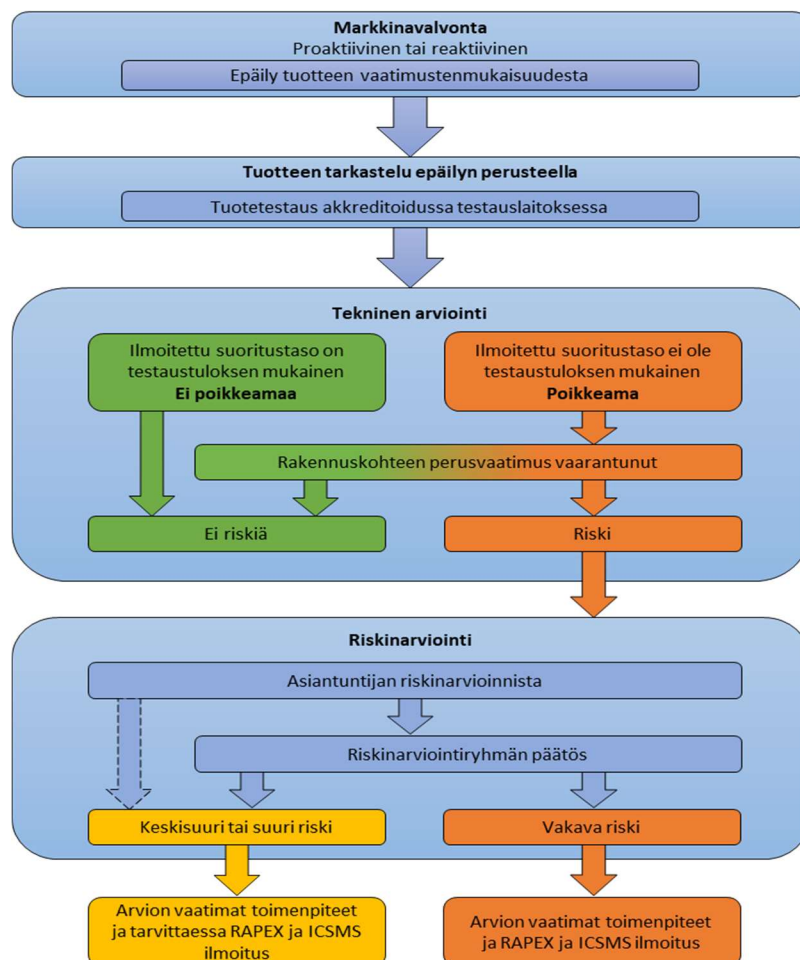 Markkinavalvonta
Proaktiivinen tai reaktiivinen
Epäily tuotteen vaatimustenmukaisuudesta
Tuotteen tarkastelu epäilyn perusteella
Tuotetestaus akkreditoidussa testauslaitoksessa
Tekninen arviointi
Ilmoitettu suoritustaso on
testaustuloksen mukainen
Ei poikkeamaa
Ilmoitettu suoritustaso ei ole
testaustuloksen mukainen
Poikkeama
Rakennuskohteen perusvaatimus vaarantunut
Ei riskiä
Riski
Riskinarviointi
Asiantuntijan riskinarvioinnista
Riskinarviointiryhmän päätös
Keskisuuri tai suuri riski
Vakava riski
Arvion vaatimat toimenpiteet
ja tarvittaessa RAPEX ja ICSMS
ilmoitus
Arvion vaatimat toimenpiteet
ja RAPEX ja ICSMS ilmoitus